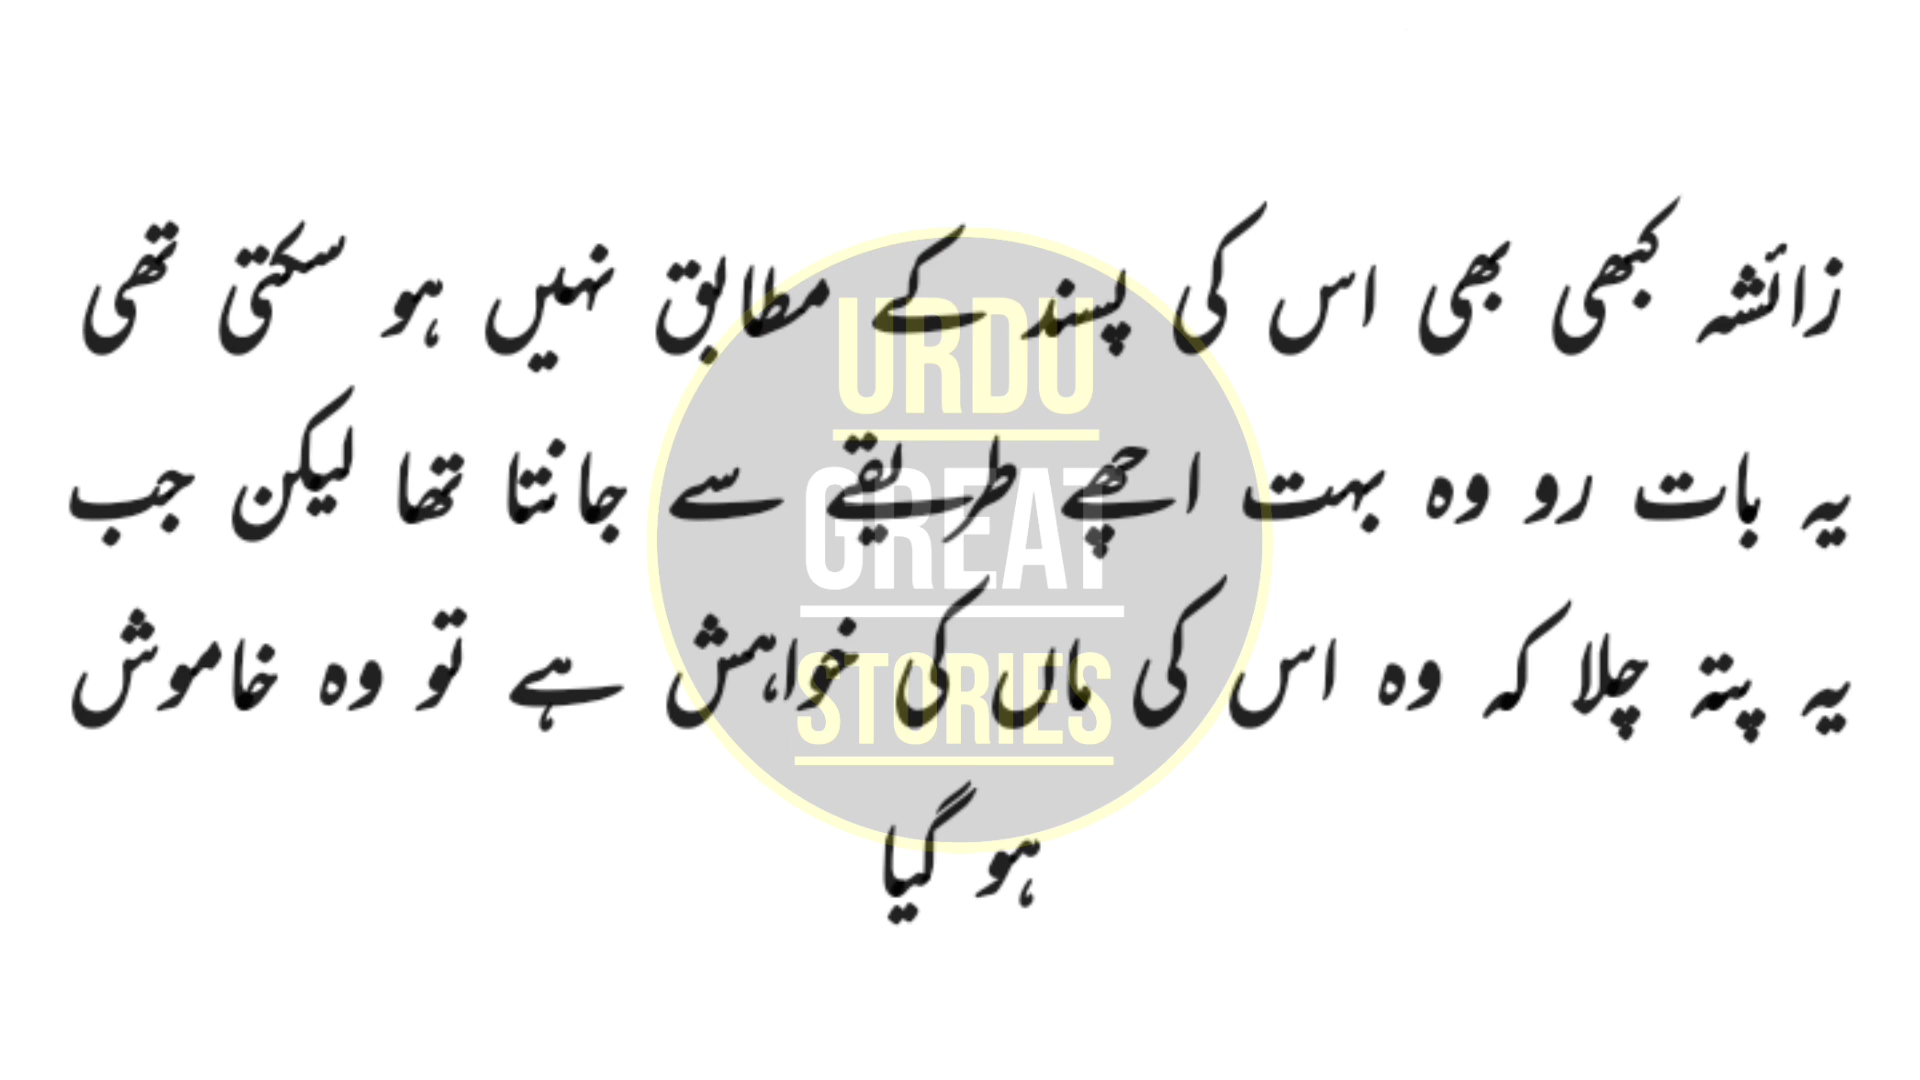 زائشہ کبھی بھی اس کی پسند کے مطابق نہیں ہو سکتی تھی
یہ بات رو وہ بہت اچھے طریقے سے جانتا تھا لیکن جب
یہ پتہ چلا کہ وہ اس کی ماں کی خواہش ہے تو وہ خاموش
ہو گیا
URDU
GREAT
STORIES